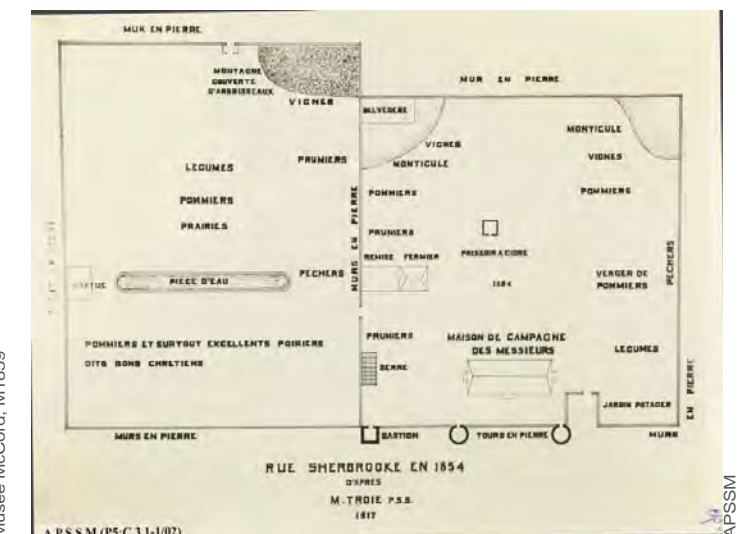 MUR EN PIERRE
MONTAGNE
COUVERTE
D'ARBRISSEAUX
VIGNES
LEGUMES
PRUNIERS
POMMIERS
PRAIRIES
PECHERS
STATUE
PIECE D'EAU
POMMIERS ET SURTOUT EXCELLENTS POIRIERS
DITS BONS CHRETIENS
MURS EN PIERRE
MURS EN PIERRE
MUR EN PIERRE
BELVEDERE
VIGNES
MONTICULE
MONTICULE
VIGNES
POMMIERS
POMMIERS
PRUNIERS
REMISE FERMIER
PRESSOIR A CIDRE
1854
PECHERS
VERGER DE
POMMIERS
PRUNIERS
MAISON DE CAMPAGNE
DES MESSIEURS
LEGUMES
SERRE
JARDIN POTAGER
EN PIERRE
MURS
BASTION
TOURS EN PIERRE
RUE SHERBROOKE EN 1854
D'APRES
M. TROIE P.S.S.
1917
A.P.S.S.M (P5:C.3.1-1/02)
Musée McCord, M1859
APSSM